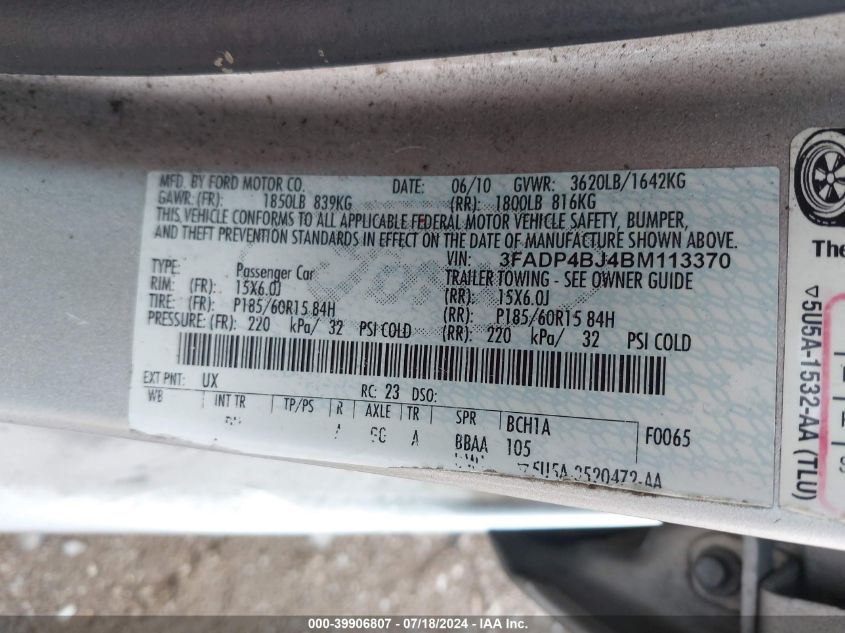 MFD. BY FORD MOTOR CO. DATE: 06/10 GVWR: 3620LB/1642KG
GAWR: (FR): 1850LB 839KG (RR): 1800LB 816KG
THIS VEHICLE CONFORMS TO ALL APPLICABLE FEDERAL MOTOR VEHICLE SAFETY, BUMPER,
AND THEFT PREVENTION STANDARDS IN EFFECT ON THE DATE OF MANUFACTURE SHOWN ABOVE.
VIN: 3FADP4BJ4BM113370
TYPE: Passenger Car TRAILER TOWING - SEE OWNER GUIDE
RIM: (FR): 15X6.0J (RR): 15X6.0J
TIRE: (FR): P185/60R15 84H (RR): P185/60R15 84H
PRESSURE: (FR): 220 kPa/ 32 PSI COLD (RR): 220 kPa/ 32 PSI COLD
EXT PNT: UX RC: 23 DSO:
WB INT TR TP/PS R AXLE TR SPR BCH1A
A A BBAA 105 F0065
▽5U5A-3520472-AA
The
▽5U5A-1532-AA (TLU)
000-39906807 - 07/18/2024 - IAA Inc.